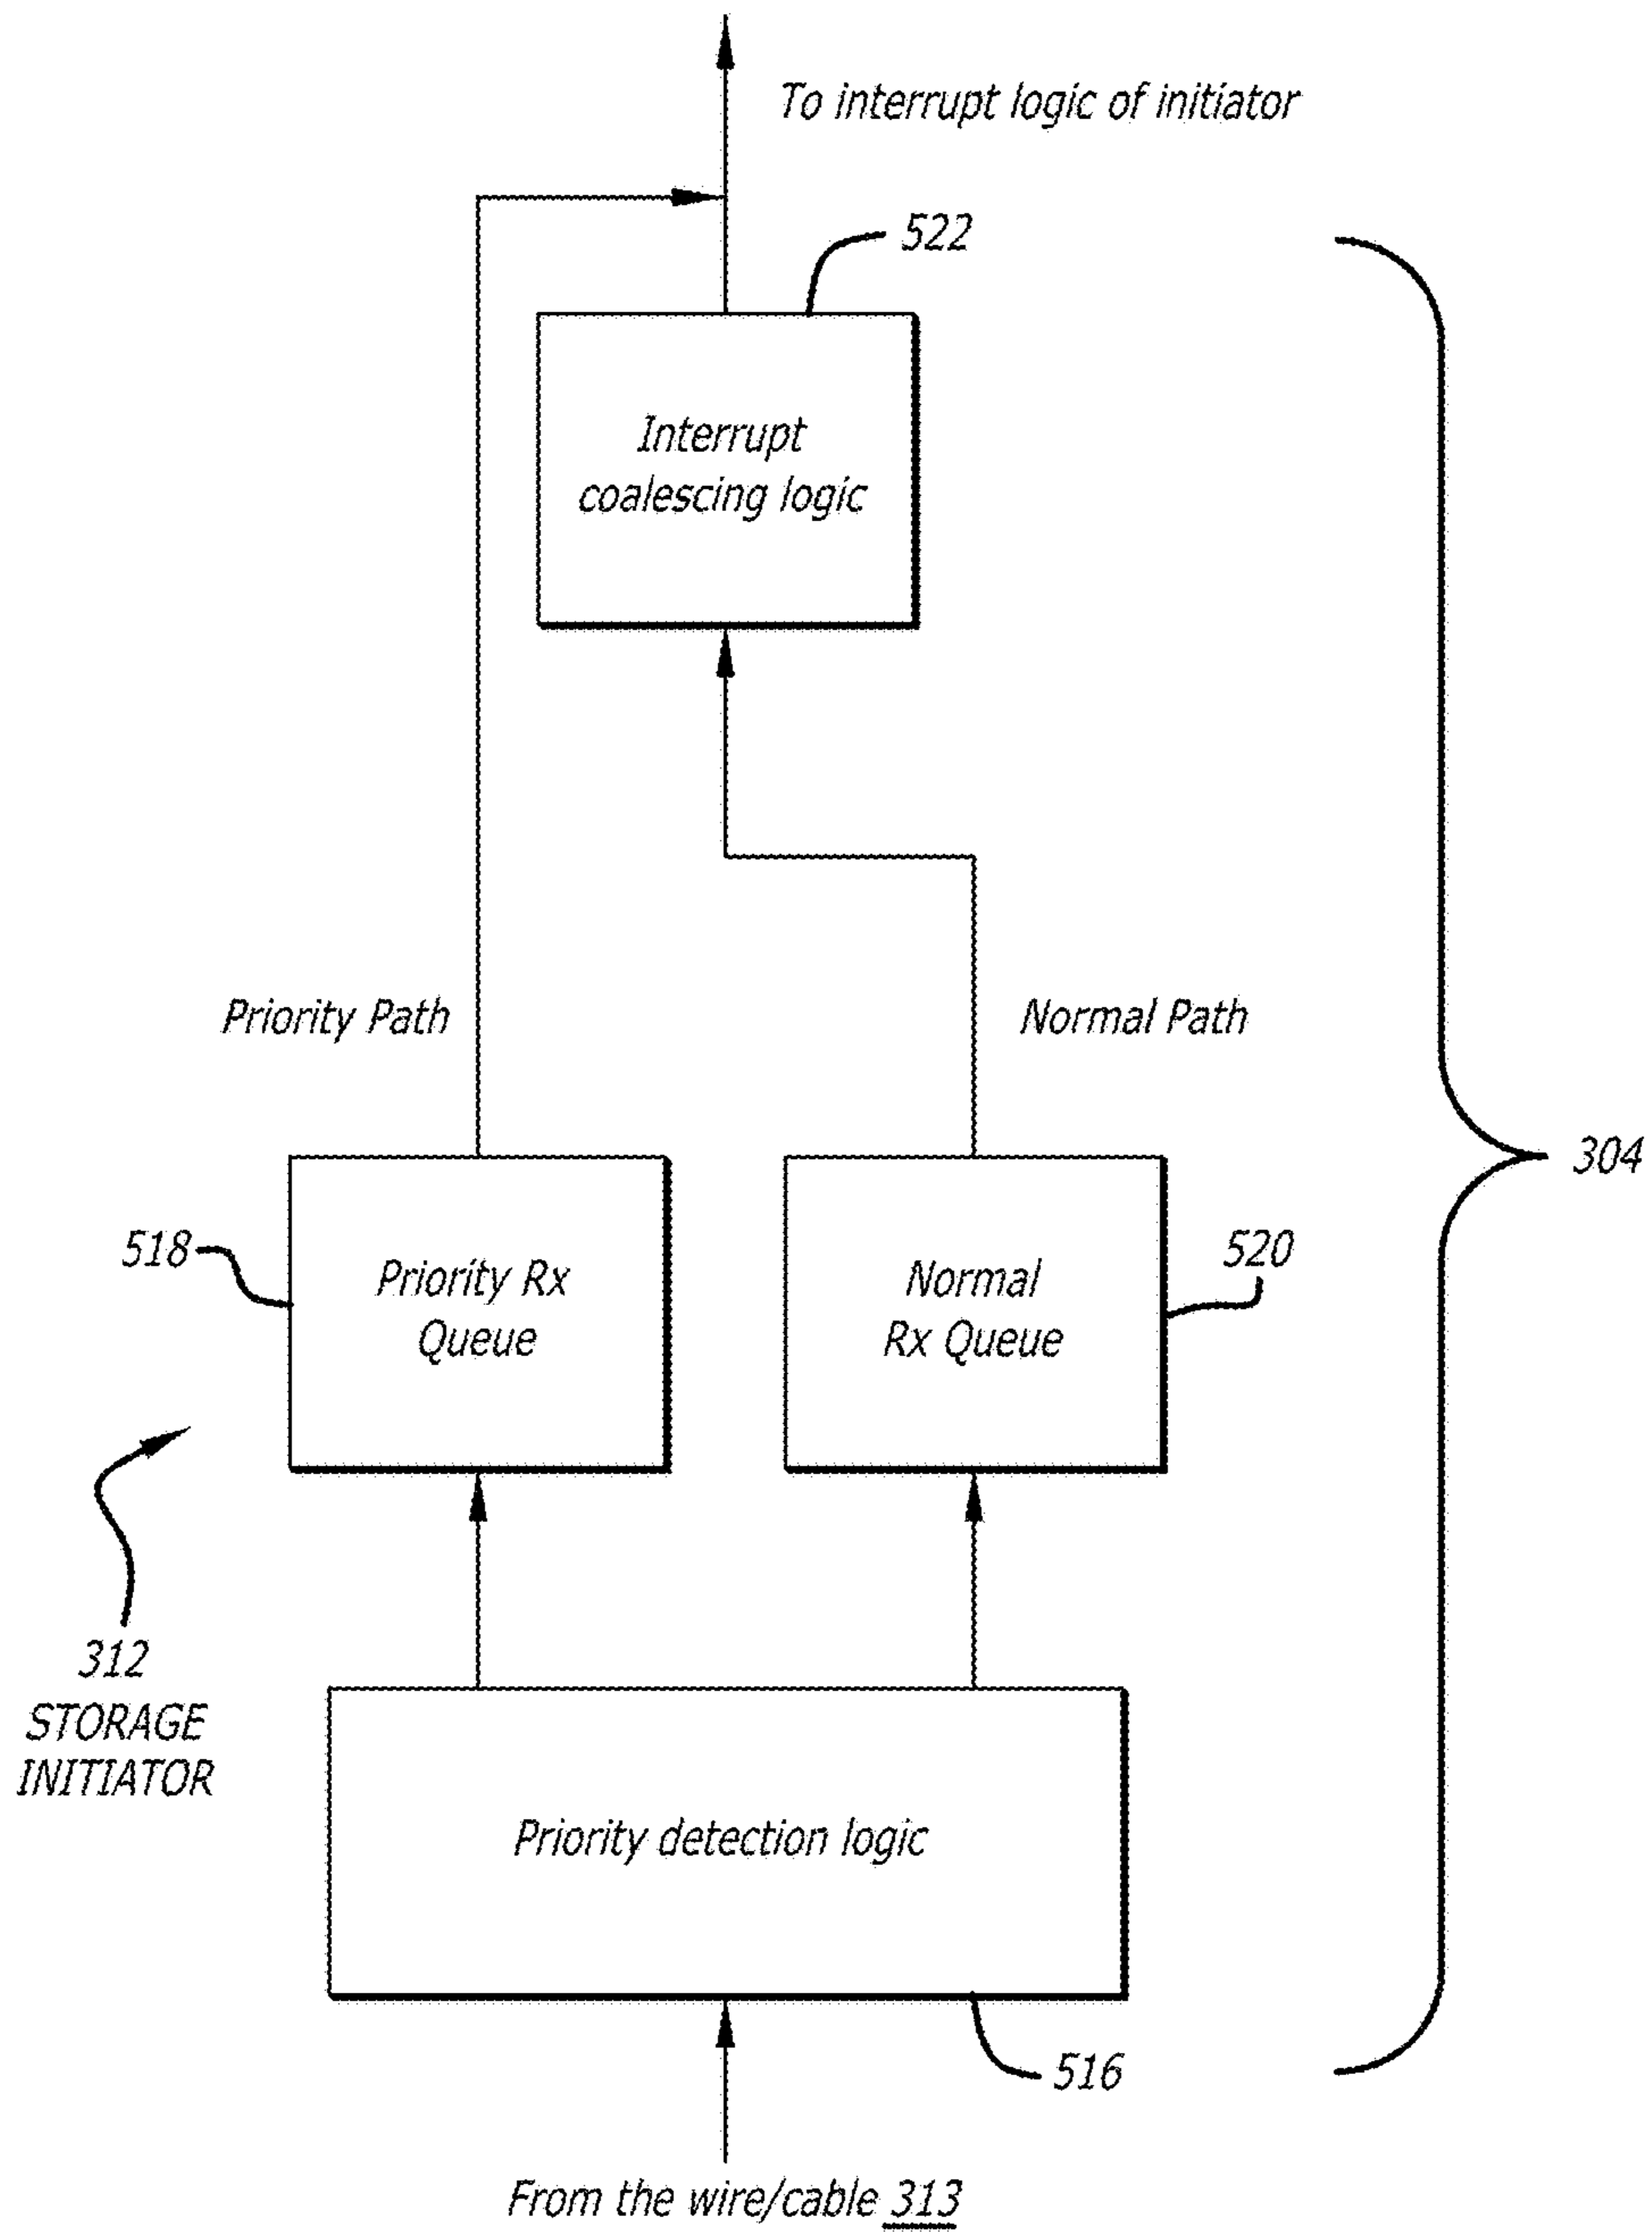 To interrupt logic of initiator
522
Interrupt
coalescing logic
Priority Path
Normal Path
304
518
Priority Rx
Queue
Normal
Rx Queue
520
312
STORAGE
INITIATOR
Priority detection logic
516
From the wire/cable 313